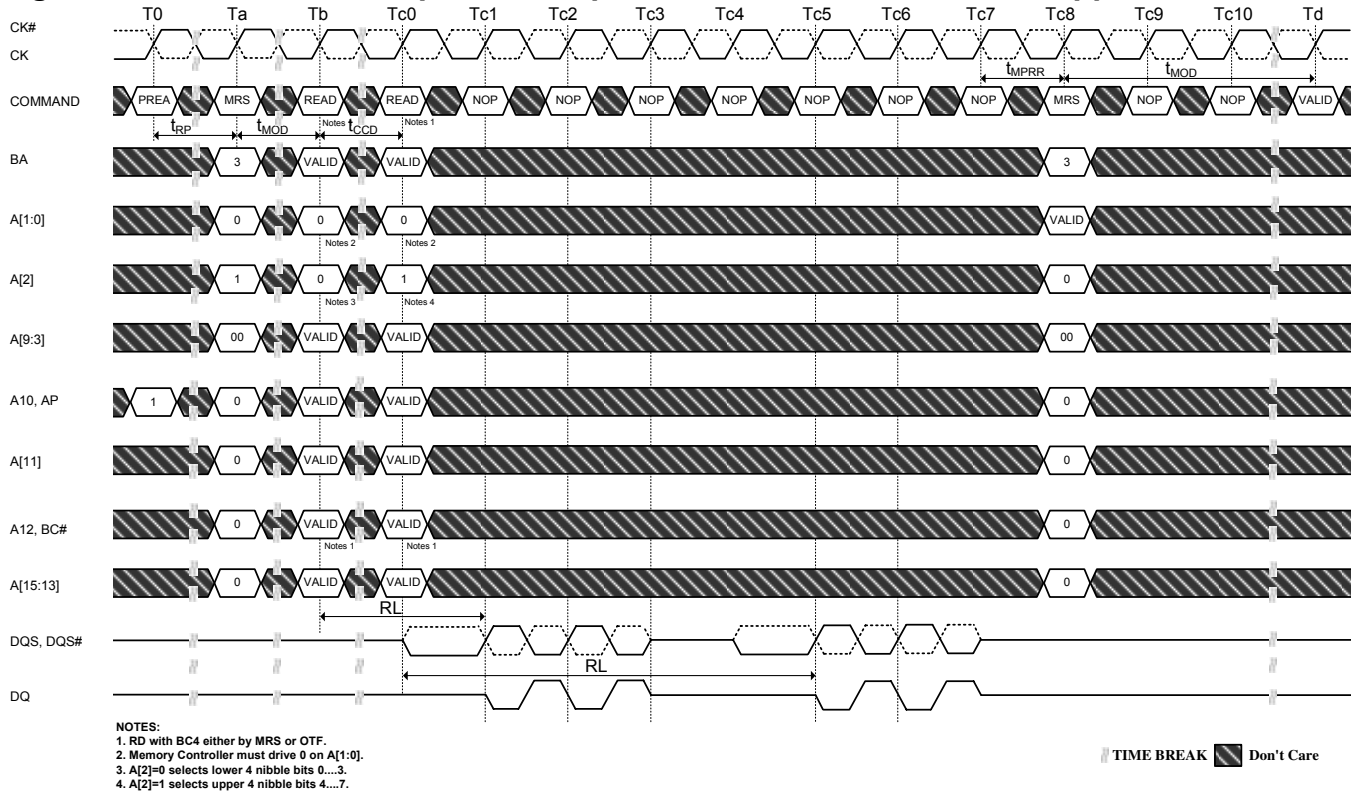 T0 Ta Tb Tc0 Tc1 Tc2 Tc3 Tc4 Tc5 Tc6 Tc7 Tc8 Tc9 Tc10 Td
CK#
CK
tMPRR tMOD
COMMAND PREA MRS READ READ NOP NOP NOP NOP NOP NOP NOP MRS NOP NOP VALID
Notes 1 Notes 1
tRP tMOD tCCD
BA 3 VALID VALID 3
A[1:0] 0 0 0 VALID
Notes 2 Notes 2
A[2] 1 0 1 0
Notes 3 Notes 4
A[9:3] 00 VALID VALID 00
A10, AP 1 0 VALID VALID 0
A[11] 0 VALID VALID 0
A12, BC# 0 VALID VALID 0
Notes 1 Notes 1
A[15:13] 0 VALID VALID 0
RL
DQS, DQS#
RL
DQ
NOTES:
1. RD with BC4 either by MRS or OTF.
2. Memory Controller must drive 0 on A[1:0].
3. A[2]=0 selects lower 4 nibble bits 0....3.
4. A[2]=1 selects upper 4 nibble bits 4....7.
TIME BREAK Don't Care